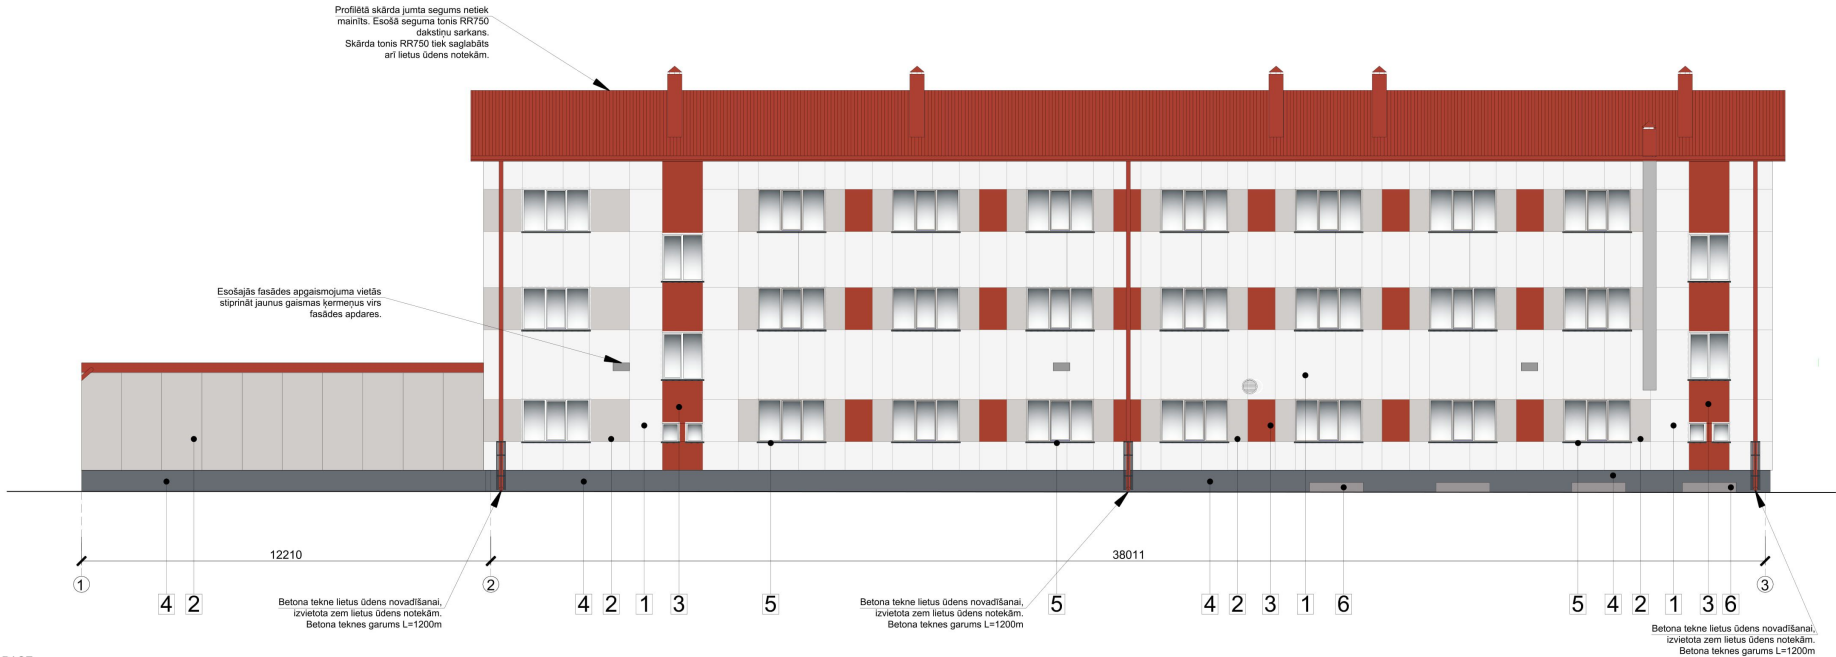 Profilētā skārda jumta segums netiek
mainīts. Esošā seguma tonis RR750
dakstiņu sarkans.
Skārda tonis RR750 tiek saglabāts
arī lietus ūdens notekām.
Esošajās fasādes apgaismojuma vietās
stiprināt jaunus gaismas ķermeņus virs
fasādes apdares.
12210
38011
1
2
3
4 2
4 2 1 3 5
5
4 2 3 1 6
5 4 2 1 3 6
Betona tekne lietus ūdens novadīšanai,
izvietota zem lietus ūdens notekām.
Betona teknes garums L=1200m
Betona tekne lietus ūdens novadīšanai,
izvietota zem lietus ūdens notekām.
Betona teknes garums L=1200m
Betona tekne lietus ūdens novadīšanai,
izvietota zem lietus ūdens notekām.
Betona teknes garums L=1200m